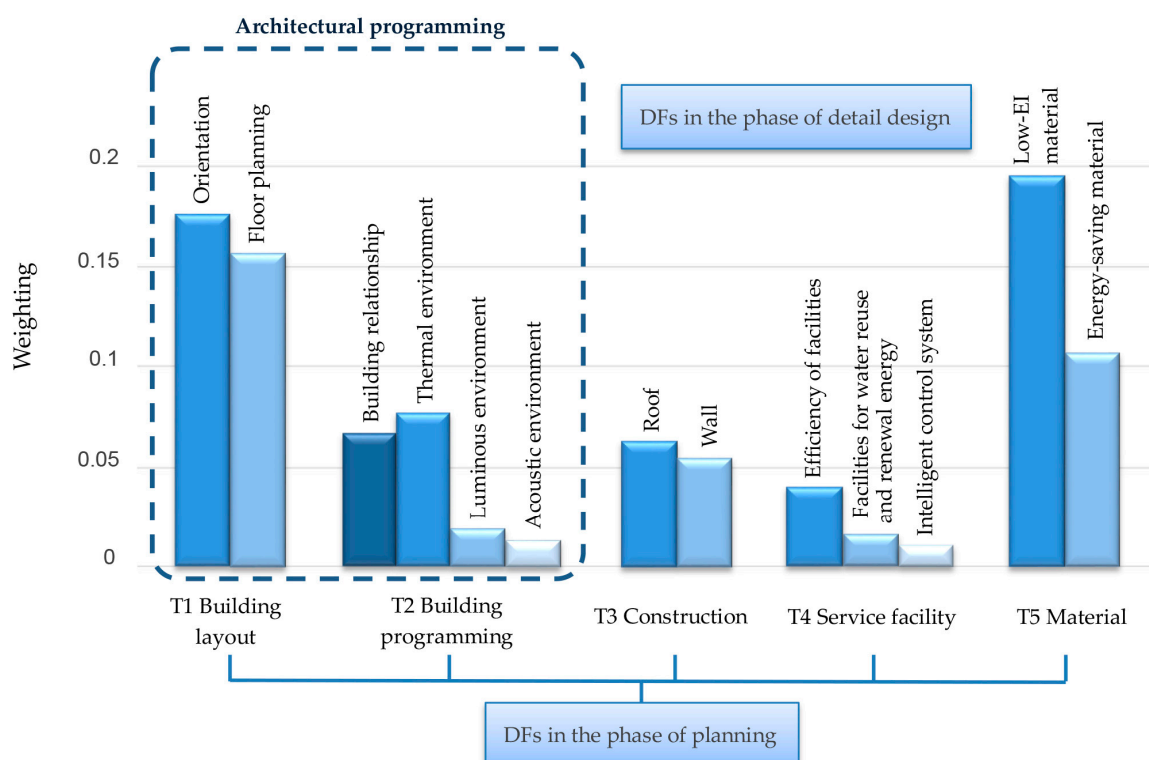 Architectural programming
DFs in the phase of detail design
Weighting
0.2
0.15
0.1
0.05
0
Orientation
Floor planning
Building relationship
Thermal environment
Luminous environment
Acoustic environment
Roof
Wall
Efficiency of facilities
Facilities for water reuse
and renewal energy
Intelligent control system
Low-EI
material
Energy-saving material
T1 Building
layout
T2 Building
programming
T3 Construction
T4 Service facility
T5 Material
DFs in the phase of planning